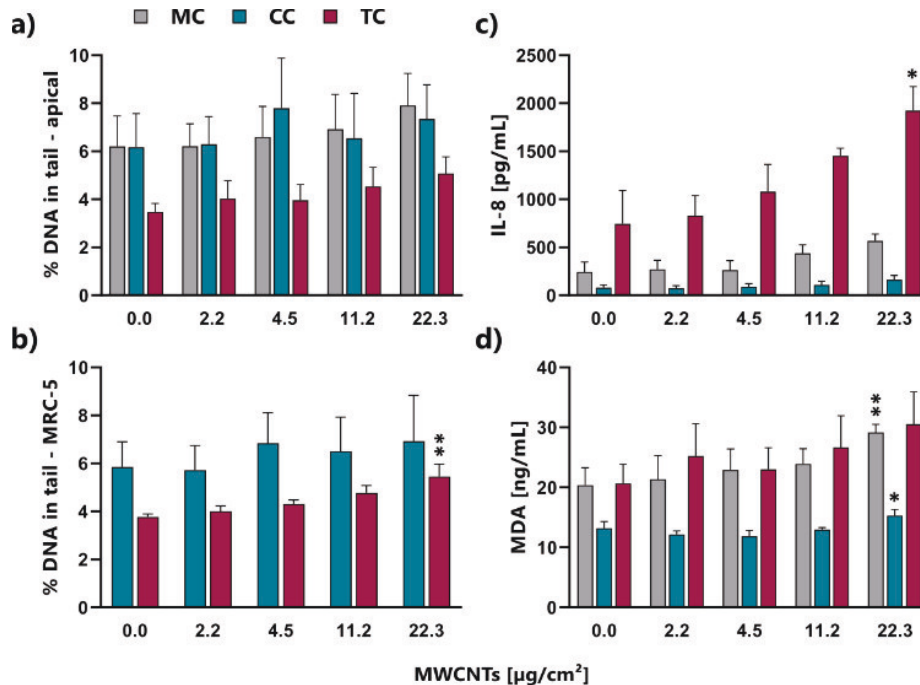 MC CC TC
a)
% DNA in tail - apical
10
8
6
4
2
0
0.0 2.2 4.5 11.2 22.3
c)
IL-8 [pg/mL]
2500
2000
1500
1000
500
0
*
0.0 2.2 4.5 11.2 22.3
b)
% DNA in tail - MRC-5
10
8
6
4
2
0
**
0.0 2.2 4.5 11.2 22.3
d)
MDA [ng/mL]
40
30
20
10
0
**
*
0.0 2.2 4.5 11.2 22.3
MWCNTs [µg/cm²]